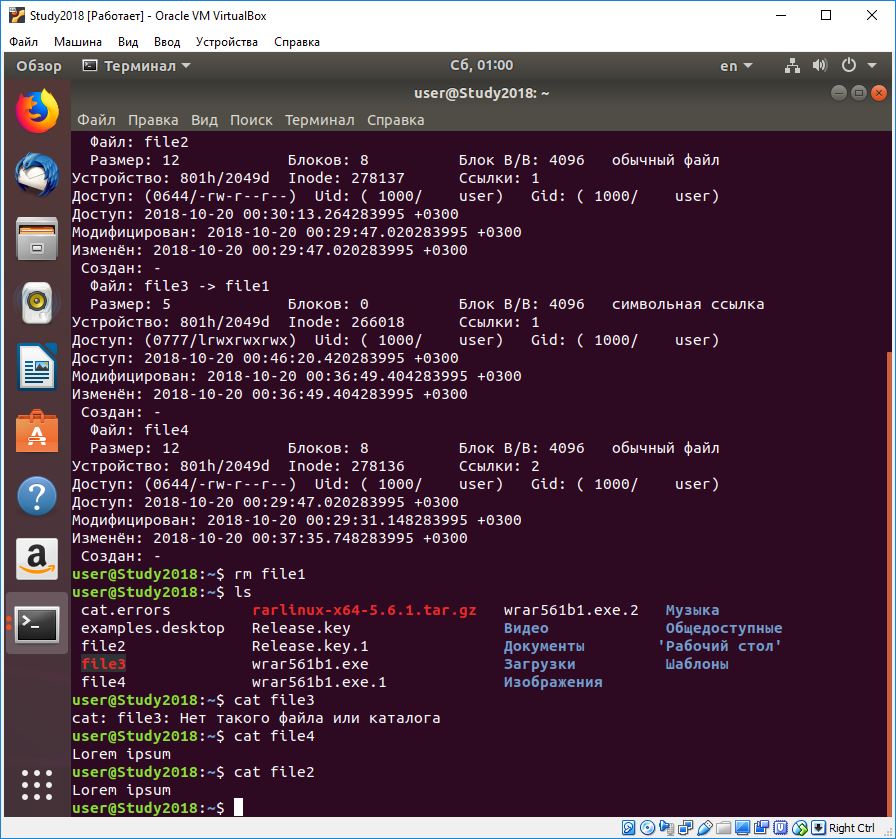 Study2018 [Работает] - Oracle VM VirtualBox
Файл Машина Вид Ввод Устройства Справка
Обзор Терминал Сб, 01:00 en
user@Study2018: ~
Файл Правка Вид Поиск Терминал Справка
Файл: file2
Размер: 12 Блоков: 8 Блок В/В: 4096 обычный файл
Устройство: 801h/2049d Inode: 278137 Ссылки: 1
Доступ: (0644/-rw-r--r--) Uid: ( 1000/ user) Gid: ( 1000/ user)
Доступ: 2018-10-20 00:30:13.264283995 +0300
Модифицирован: 2018-10-20 00:29:47.020283995 +0300
Изменён: 2018-10-20 00:29:47.020283995 +0300
Создан: -
Файл: file3 -> file1
Размер: 5 Блоков: 0 Блок В/В: 4096 символьная ссылка
Устройство: 801h/2049d Inode: 266018 Ссылки: 1
Доступ: (0777/lrwxrwxrwx) Uid: ( 1000/ user) Gid: ( 1000/ user)
Доступ: 2018-10-20 00:46:20.420283995 +0300
Модифицирован: 2018-10-20 00:36:49.404283995 +0300
Изменён: 2018-10-20 00:36:49.404283995 +0300
Создан: -
Файл: file4
Размер: 12 Блоков: 8 Блок В/В: 4096 обычный файл
Устройство: 801h/2049d Inode: 278136 Ссылки: 2
Доступ: (0644/-rw-r--r--) Uid: ( 1000/ user) Gid: ( 1000/ user)
Доступ: 2018-10-20 00:29:47.020283995 +0300
Модифицирован: 2018-10-20 00:29:31.148283995 +0300
Изменён: 2018-10-20 00:37:35.748283995 +0300
Создан: -
user@Study2018:~$ rm file1
user@Study2018:~$ ls
cat.errors rarlinux-x64-5.6.1.tar.gz wrar561b1.exe.2 Музыка
examples.desktop Release.key Видео Общедоступные
file2 Release.key.1 Документы 'Рабочий стол'
file3 wrar561b1.exe Загрузки Шаблоны
file4 wrar561b1.exe.1 Изображения
user@Study2018:~$ cat file3
cat: file3: Нет такого файла или каталога
user@Study2018:~$ cat file4
Lorem ipsum
user@Study2018:~$ cat file2
Lorem ipsum
user@Study2018:~$
Right Ctrl